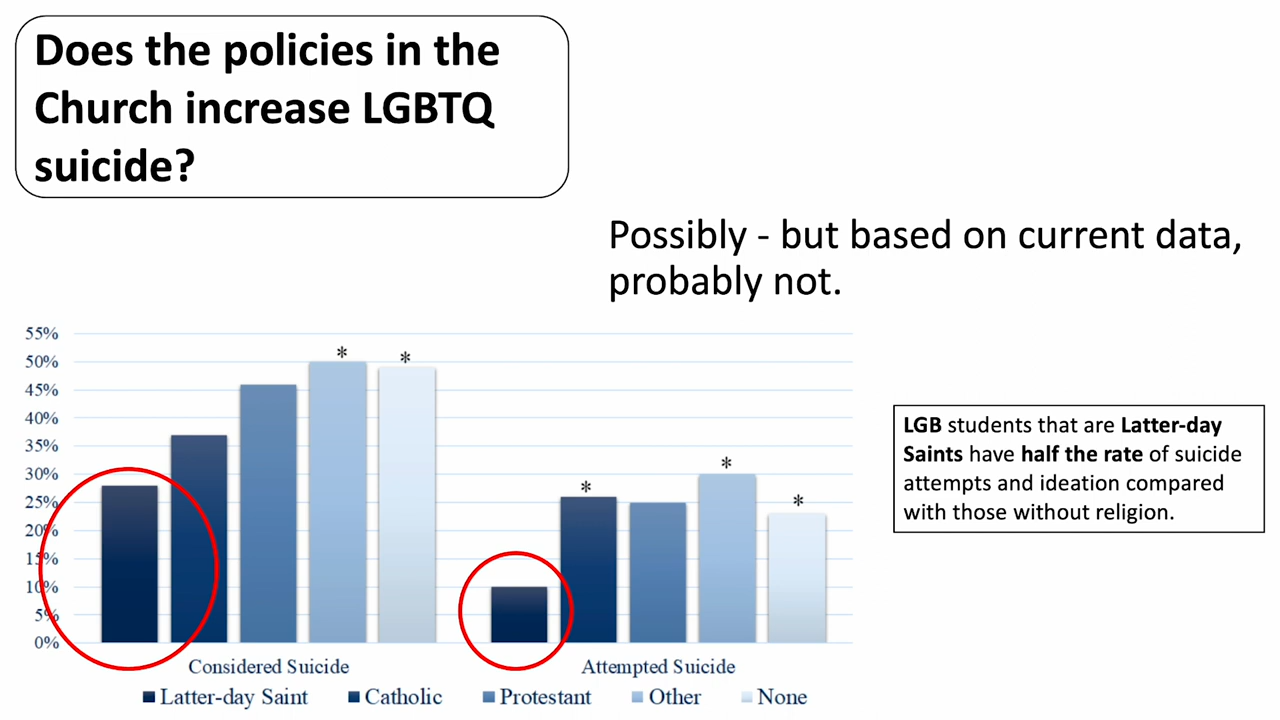 Does the policies in the
Church increase LGBTQ
suicide?
Possibly - but based on current data,
probably not.
55%
50%
45%
40%
35%
30%
25%
20%
15%
10%
5%
0%
* *
* * *
Considered Suicide Attempted Suicide
Latter-day Saint Catholic Protestant Other None
LGB students that are Latter-day
Saints have half the rate of suicide
attempts and ideation compared
with those without religion.